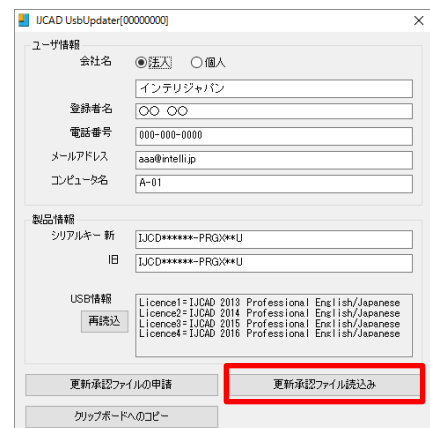 IJCAD UsbUpdater[00000000]
ユーザ情報
会社名 法人 個人
インテリジャパン
登録者名 〇〇 〇〇
電話番号 000-000-0000
メールアドレス aaa@intelli.jp
コンピュータ名 A-01
製品情報
シリアルキー 新 IJCD******-PRGX**U
旧 IJCD******-PRGX**U
USB情報
Licence1=IJCAD 2013 Professional English/Japanese
Licence2=IJCAD 2014 Professional English/Japanese
Licence3=IJCAD 2015 Professional English/Japanese
Licence4=IJCAD 2016 Professional English/Japanese
再読込
更新承認ファイルの申請 更新承認ファイル読込み
クリップボードへのコピー